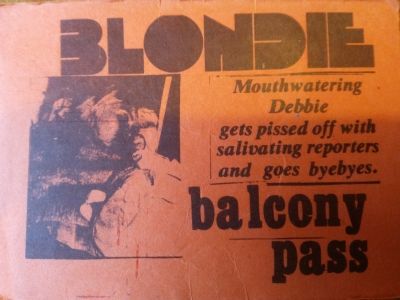 BLONDIE
Mouthwatering
Debbie
gets pissed off with
salivating reporters
and goes byebyes.
balcony
pass